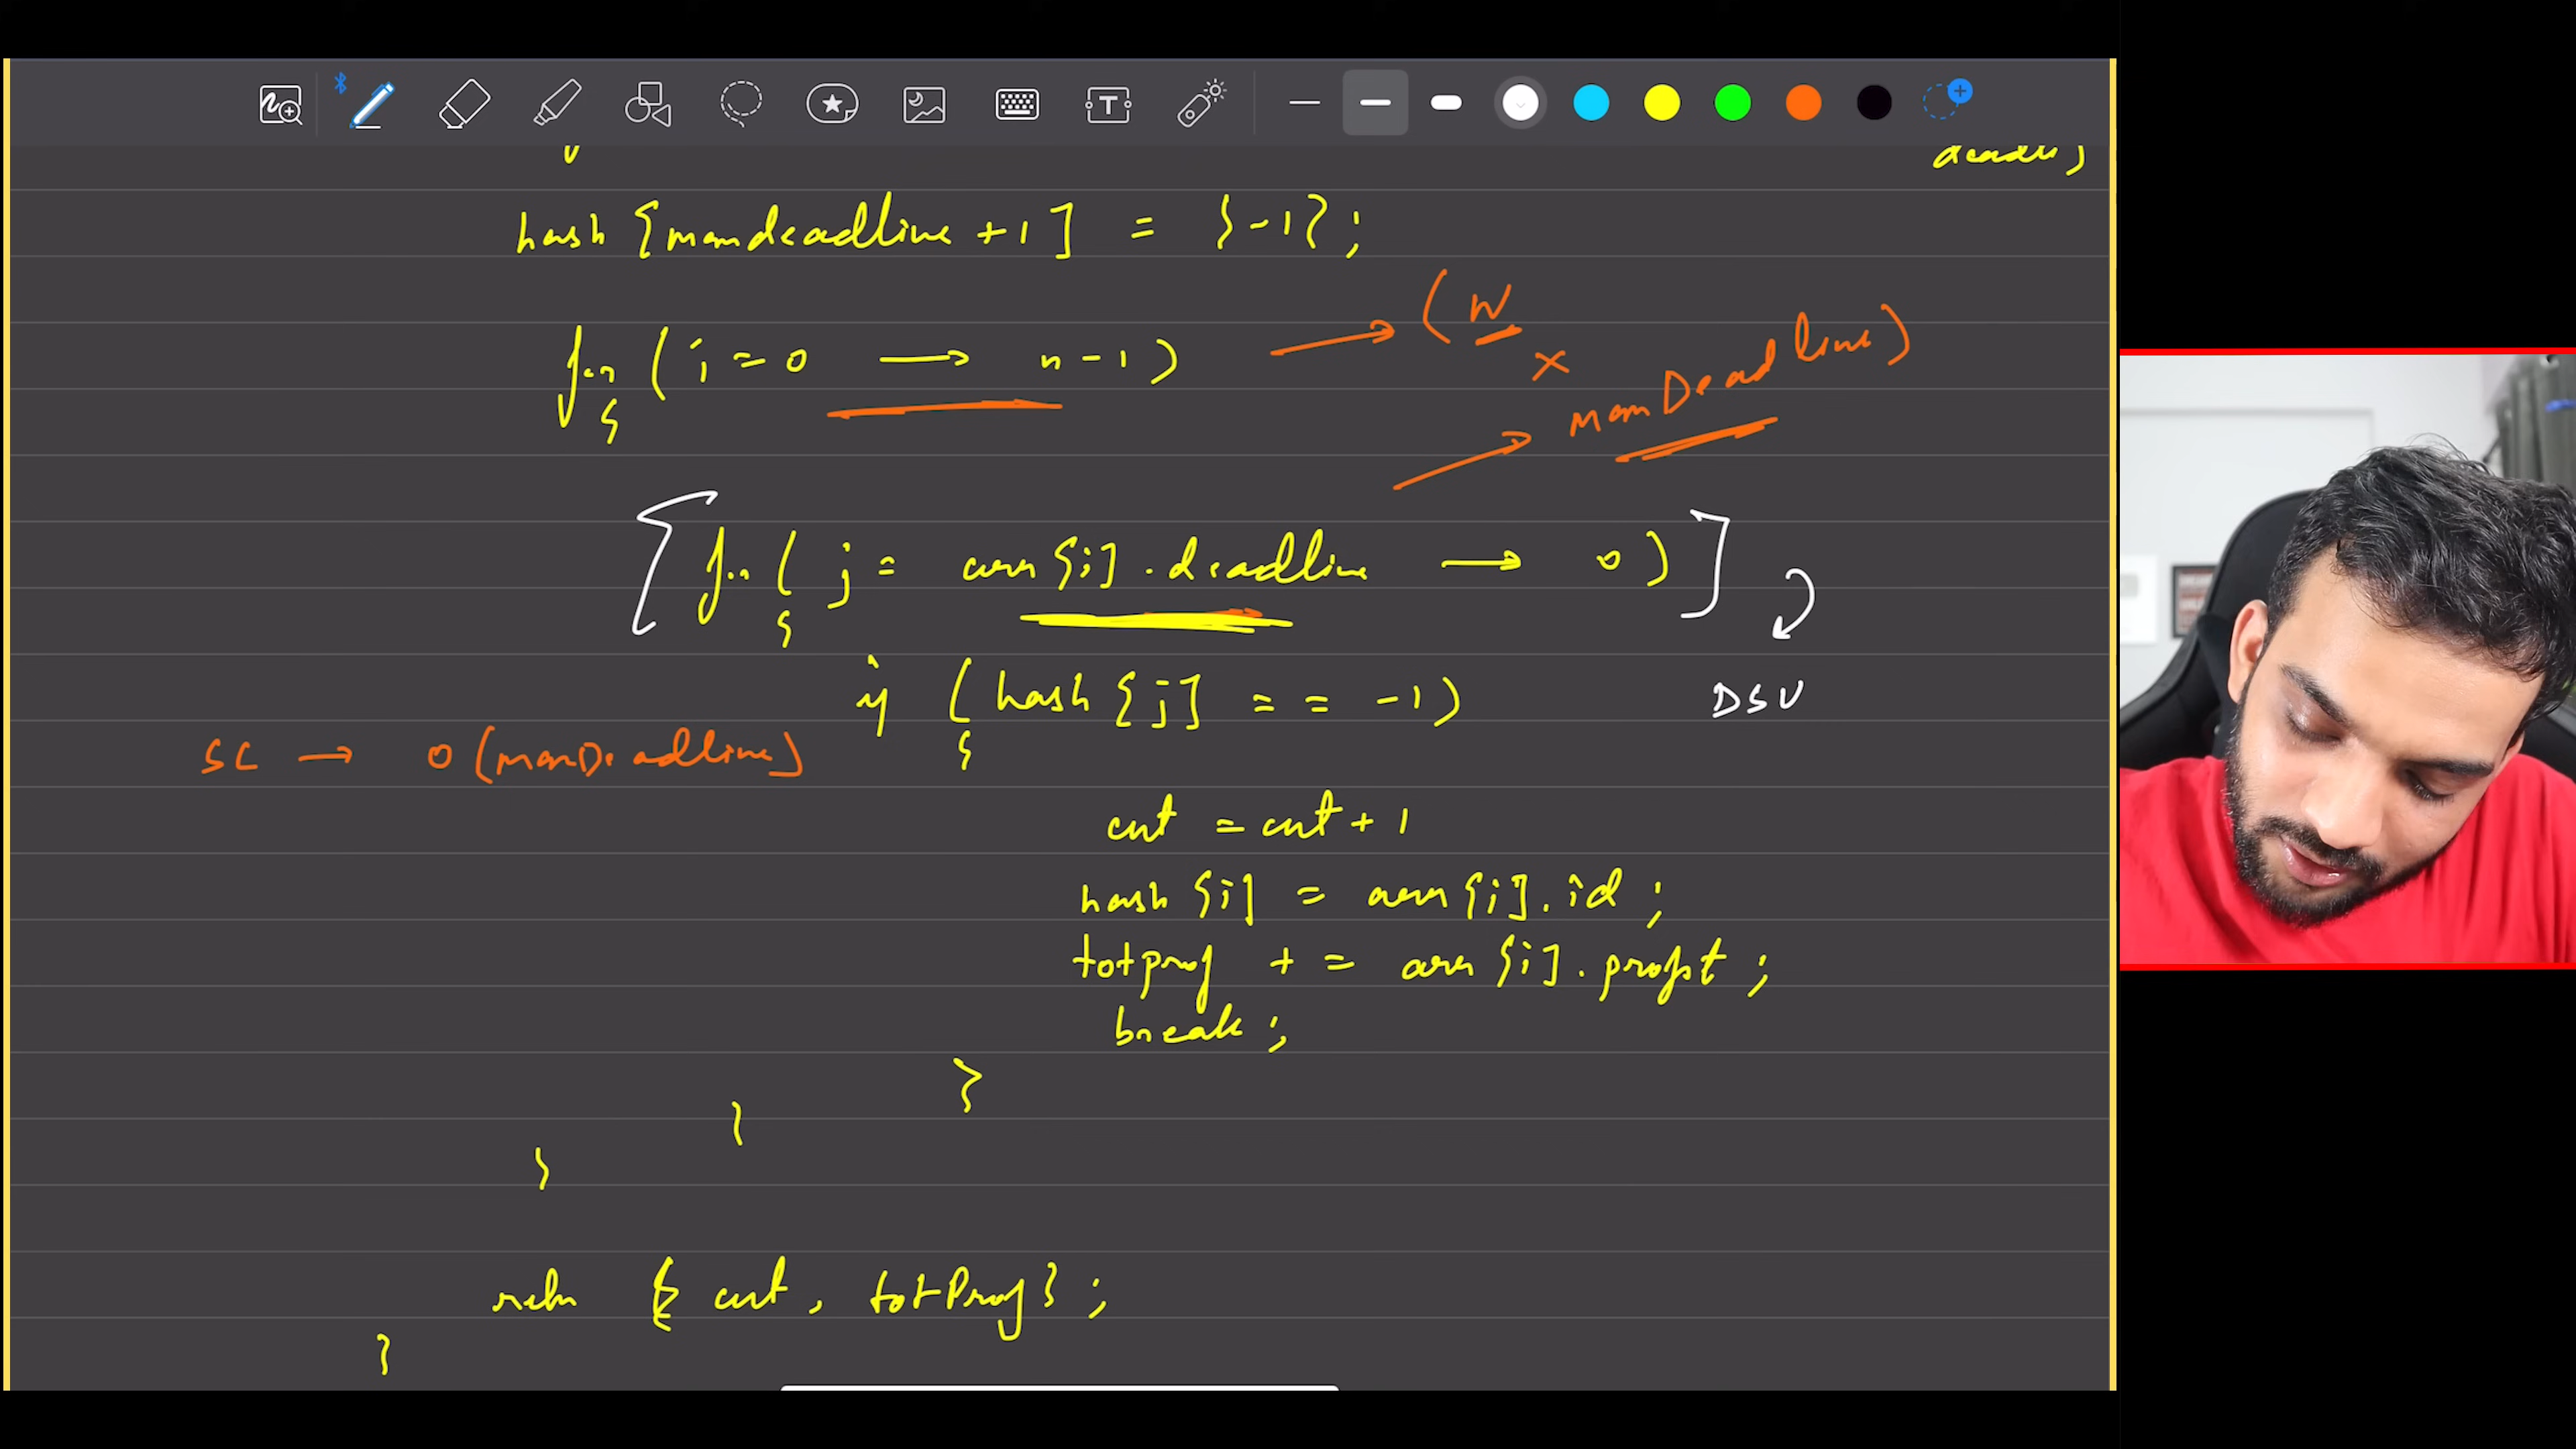 hash [maxdeadline + 1] = {-1};
for (i = 0 → n - 1) → (N
x
maxDeadline)
[for ( j = arr[i].deadline → 0)]
{
if (hash [j] == -1)
{
DSU
SC → O(maxDeadline)
cnt = cnt + 1
hash[i] = arr[i].id;
totprof += arr[i].profit;
break;
}
}
}
return { cnt, totProf};
}